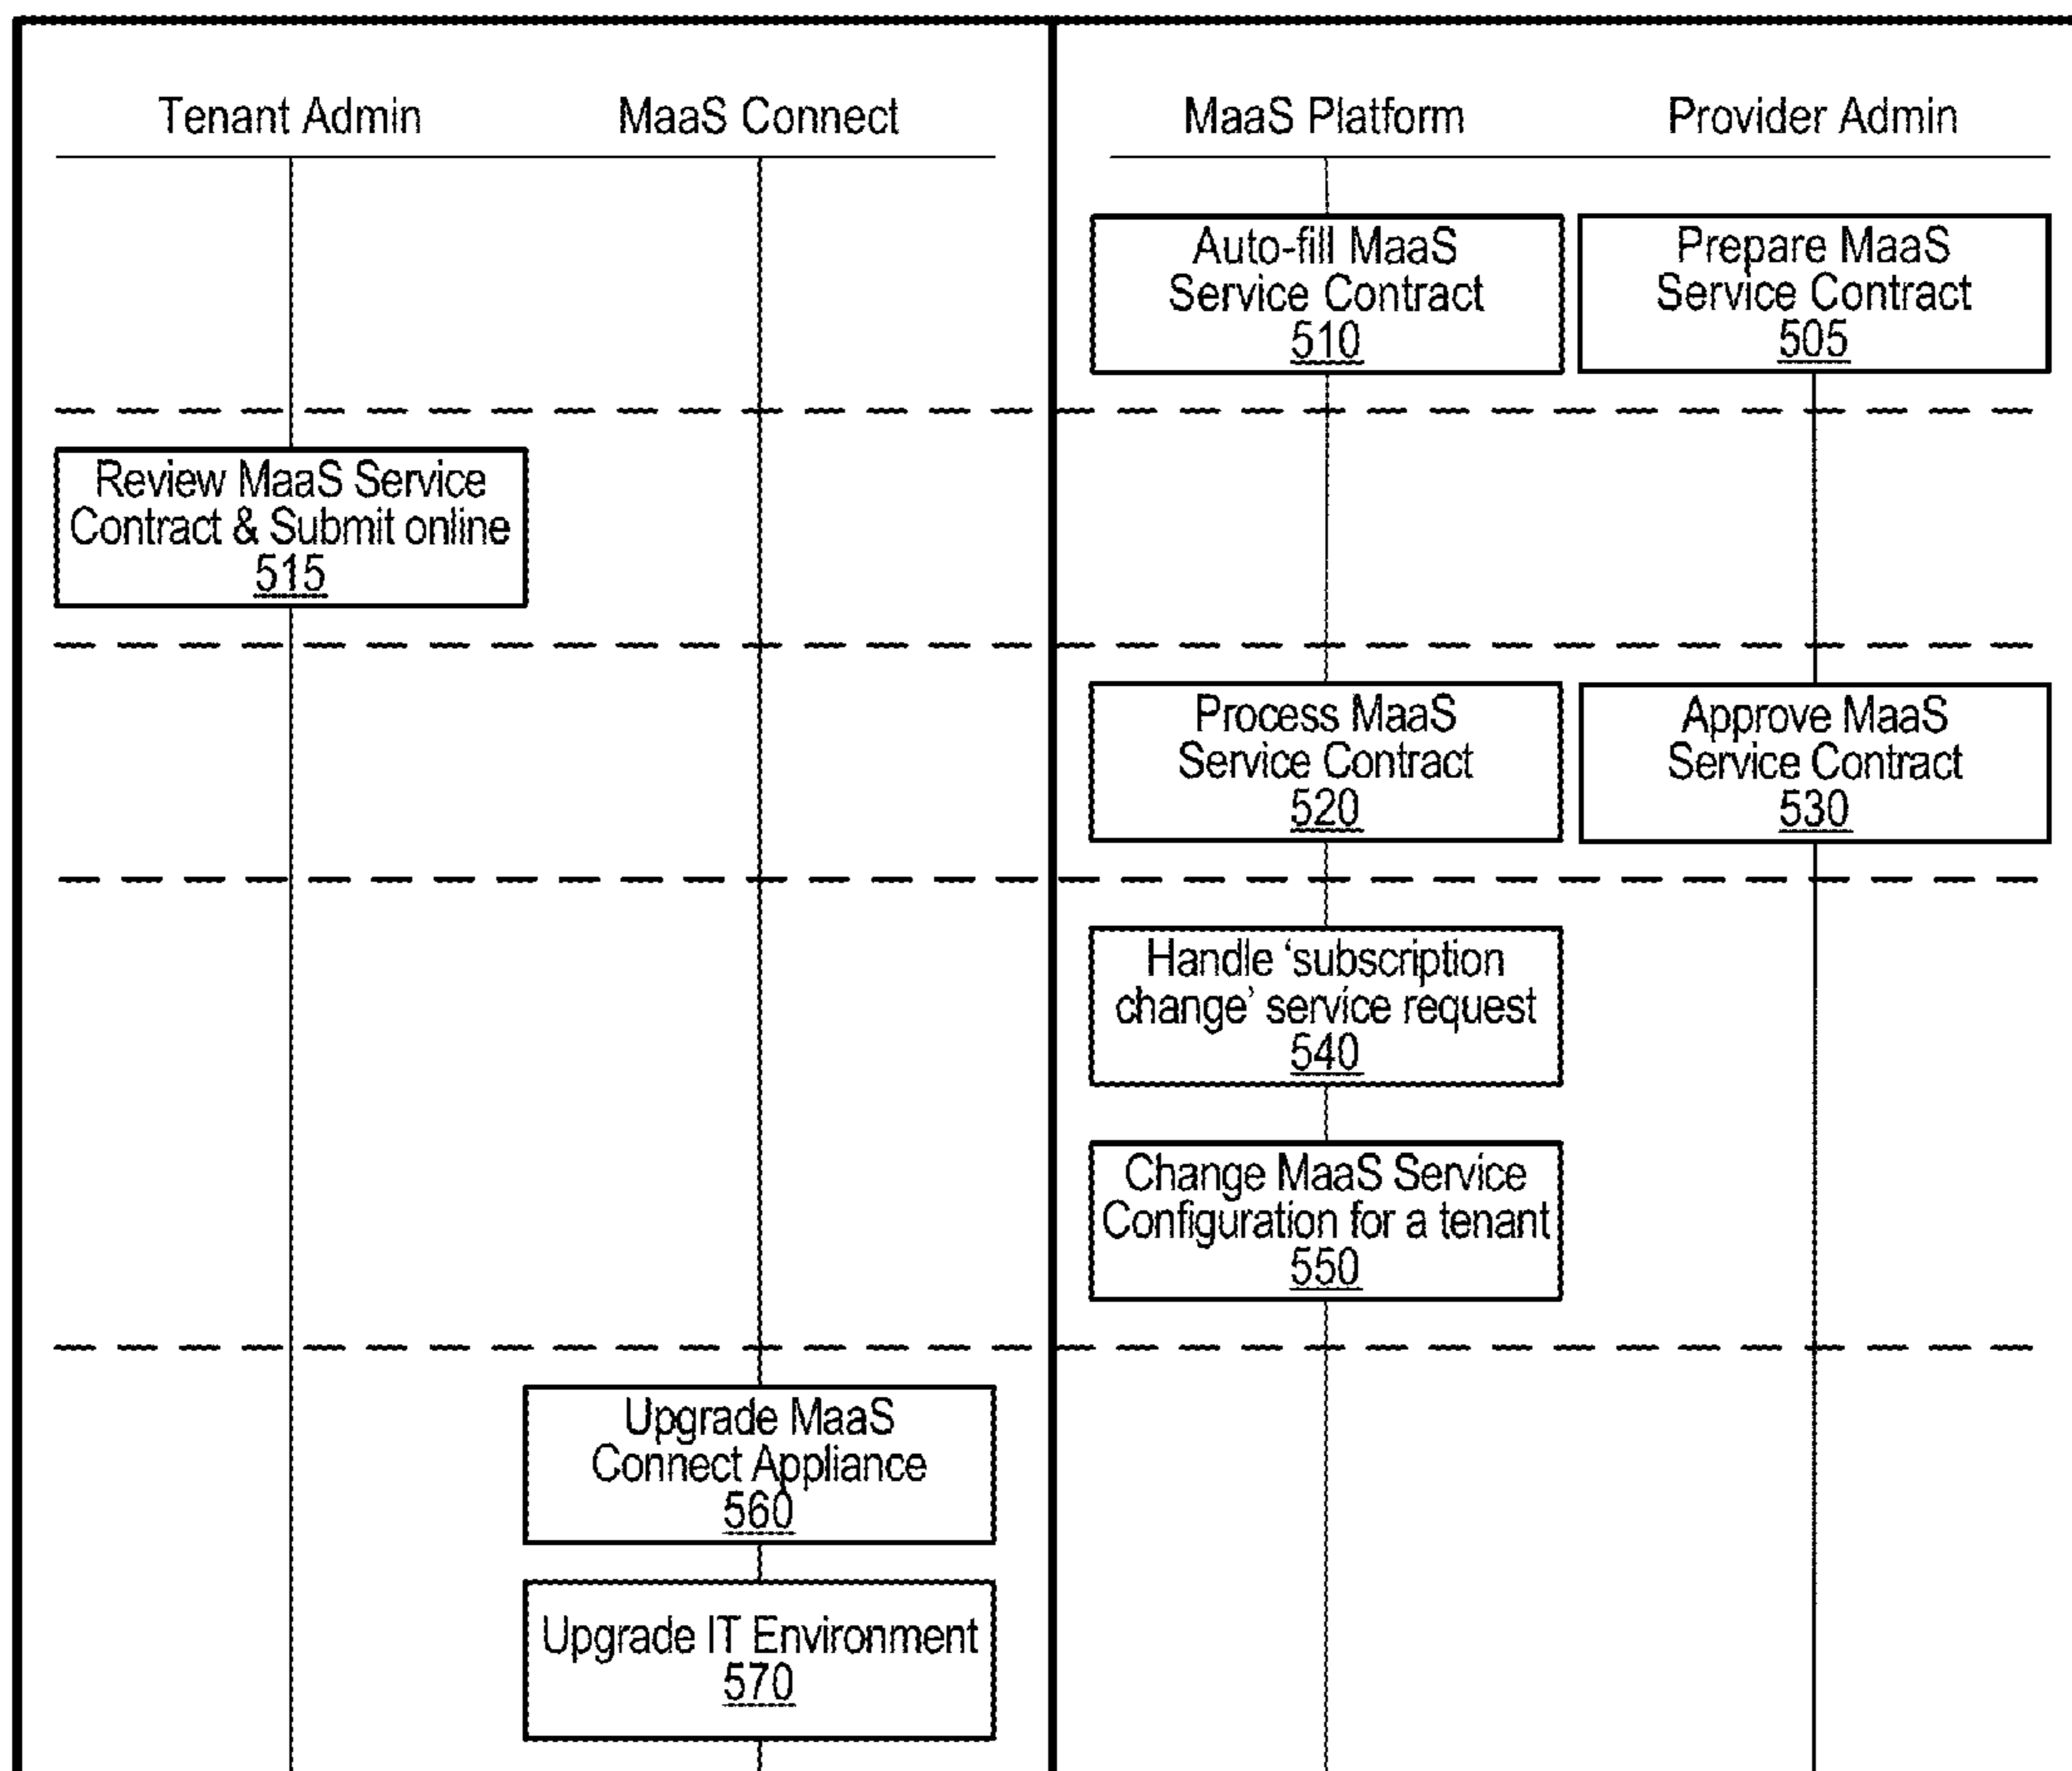 Tenant Admin
MaaS Connect
MaaS Platform
Provider Admin
Auto-fill MaaS
Service Contract
510
Prepare MaaS
Service Contract
505
Review MaaS Service
Contract & Submit online
515
Process MaaS
Service Contract
520
Approve MaaS
Service Contract
530
Handle ‘subscription
change’ service request
540
Change MaaS Service
Configuration for a tenant
550
Upgrade MaaS
Connect Appliance
560
Upgrade IT Environment
570